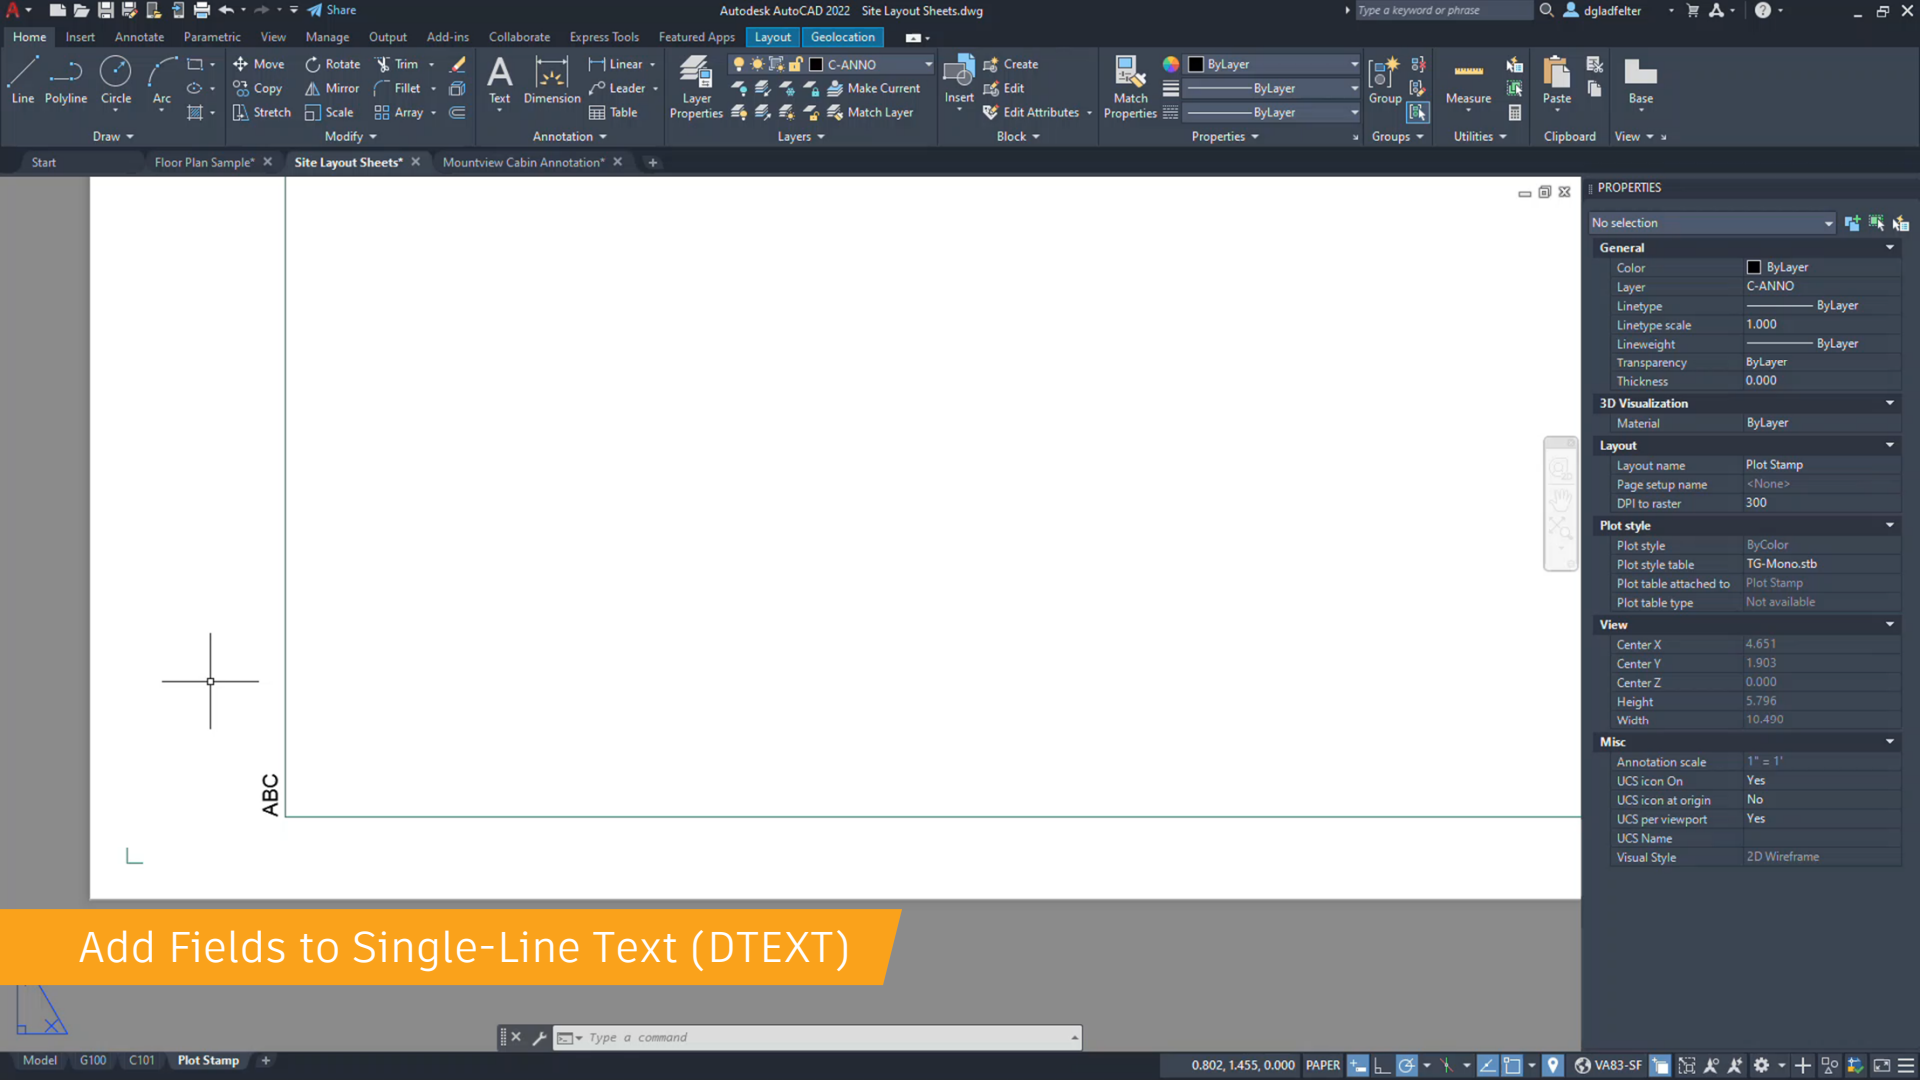 Share
Autodesk AutoCAD 2022 Site Layout Sheets.dwg
Type a keyword or phrase
dgladfelter
Home Insert Annotate Parametric View Manage Output Add-ins Collaborate Express Tools Featured Apps Layout Geolocation
Line Polyline Circle Arc
Move Rotate Trim
Copy Mirror Fillet
Stretch Scale Array
Text Dimension
Linear
Leader
Table
Layer Properties
C-ANNO
Make Current
Match Layer
Insert
Create
Edit
Edit Attributes
Match Properties
ByLayer
ByLayer
ByLayer
Group
Measure
Paste
Base
Draw Modify Annotation Layers Block Properties Groups Utilities Clipboard View
Start Floor Plan Sample* Site Layout Sheets* Mountview Cabin Annotation*
PROPERTIES
No selection
General
Color ByLayer
Layer C-ANNO
Linetype ByLayer
Linetype scale 1.000
Lineweight ByLayer
Transparency ByLayer
Thickness 0.000
3D Visualization
Material ByLayer
Layout
Layout name Plot Stamp
Page setup name <None>
DPI to raster 300
Plot style
Plot style ByColor
Plot style table TG-Mono.stb
Plot table attached to Plot Stamp
Plot table type Not available
View
Center X 4.651
Center Y 1.903
Center Z 0.000
Height 5.796
Width 10.490
Misc
Annotation scale 1" = 1'
UCS icon On Yes
UCS icon at origin No
UCS per viewport Yes
UCS Name
Visual Style 2D Wireframe
ABC
Add Fields to Single-Line Text (DTEXT)
Type a command
Model G100 C101 Plot Stamp
0.802, 1.455, 0.000 PAPER
VA83-SF